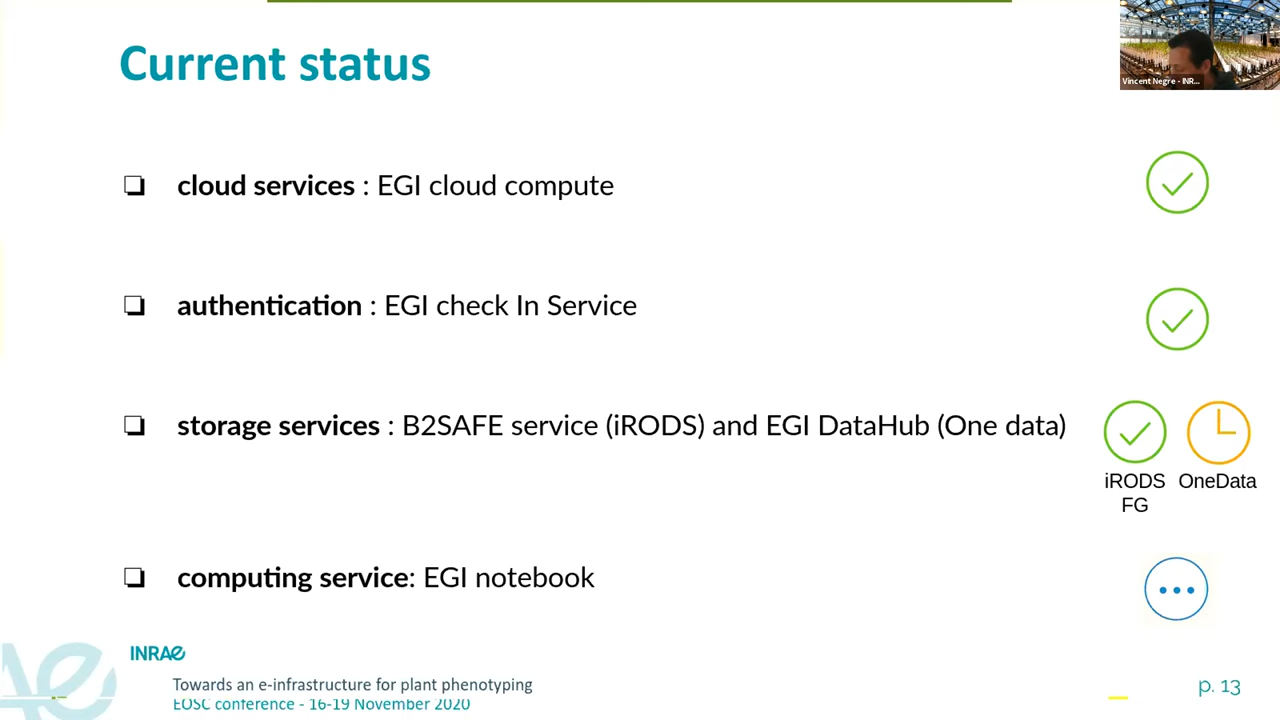 Current status
Vincent Negre - INR...
❏ cloud services : EGI cloud compute
❏ authentication : EGI check In Service
❏ storage services : B2SAFE service (iRODS) and EGI DataHub (One data)
iRODS OneData
FG
❏ computing service: EGI notebook
INRAE
Towards an e-infrastructure for plant phenotyping
EOSC conference - 16-19 November 2020
p. 13